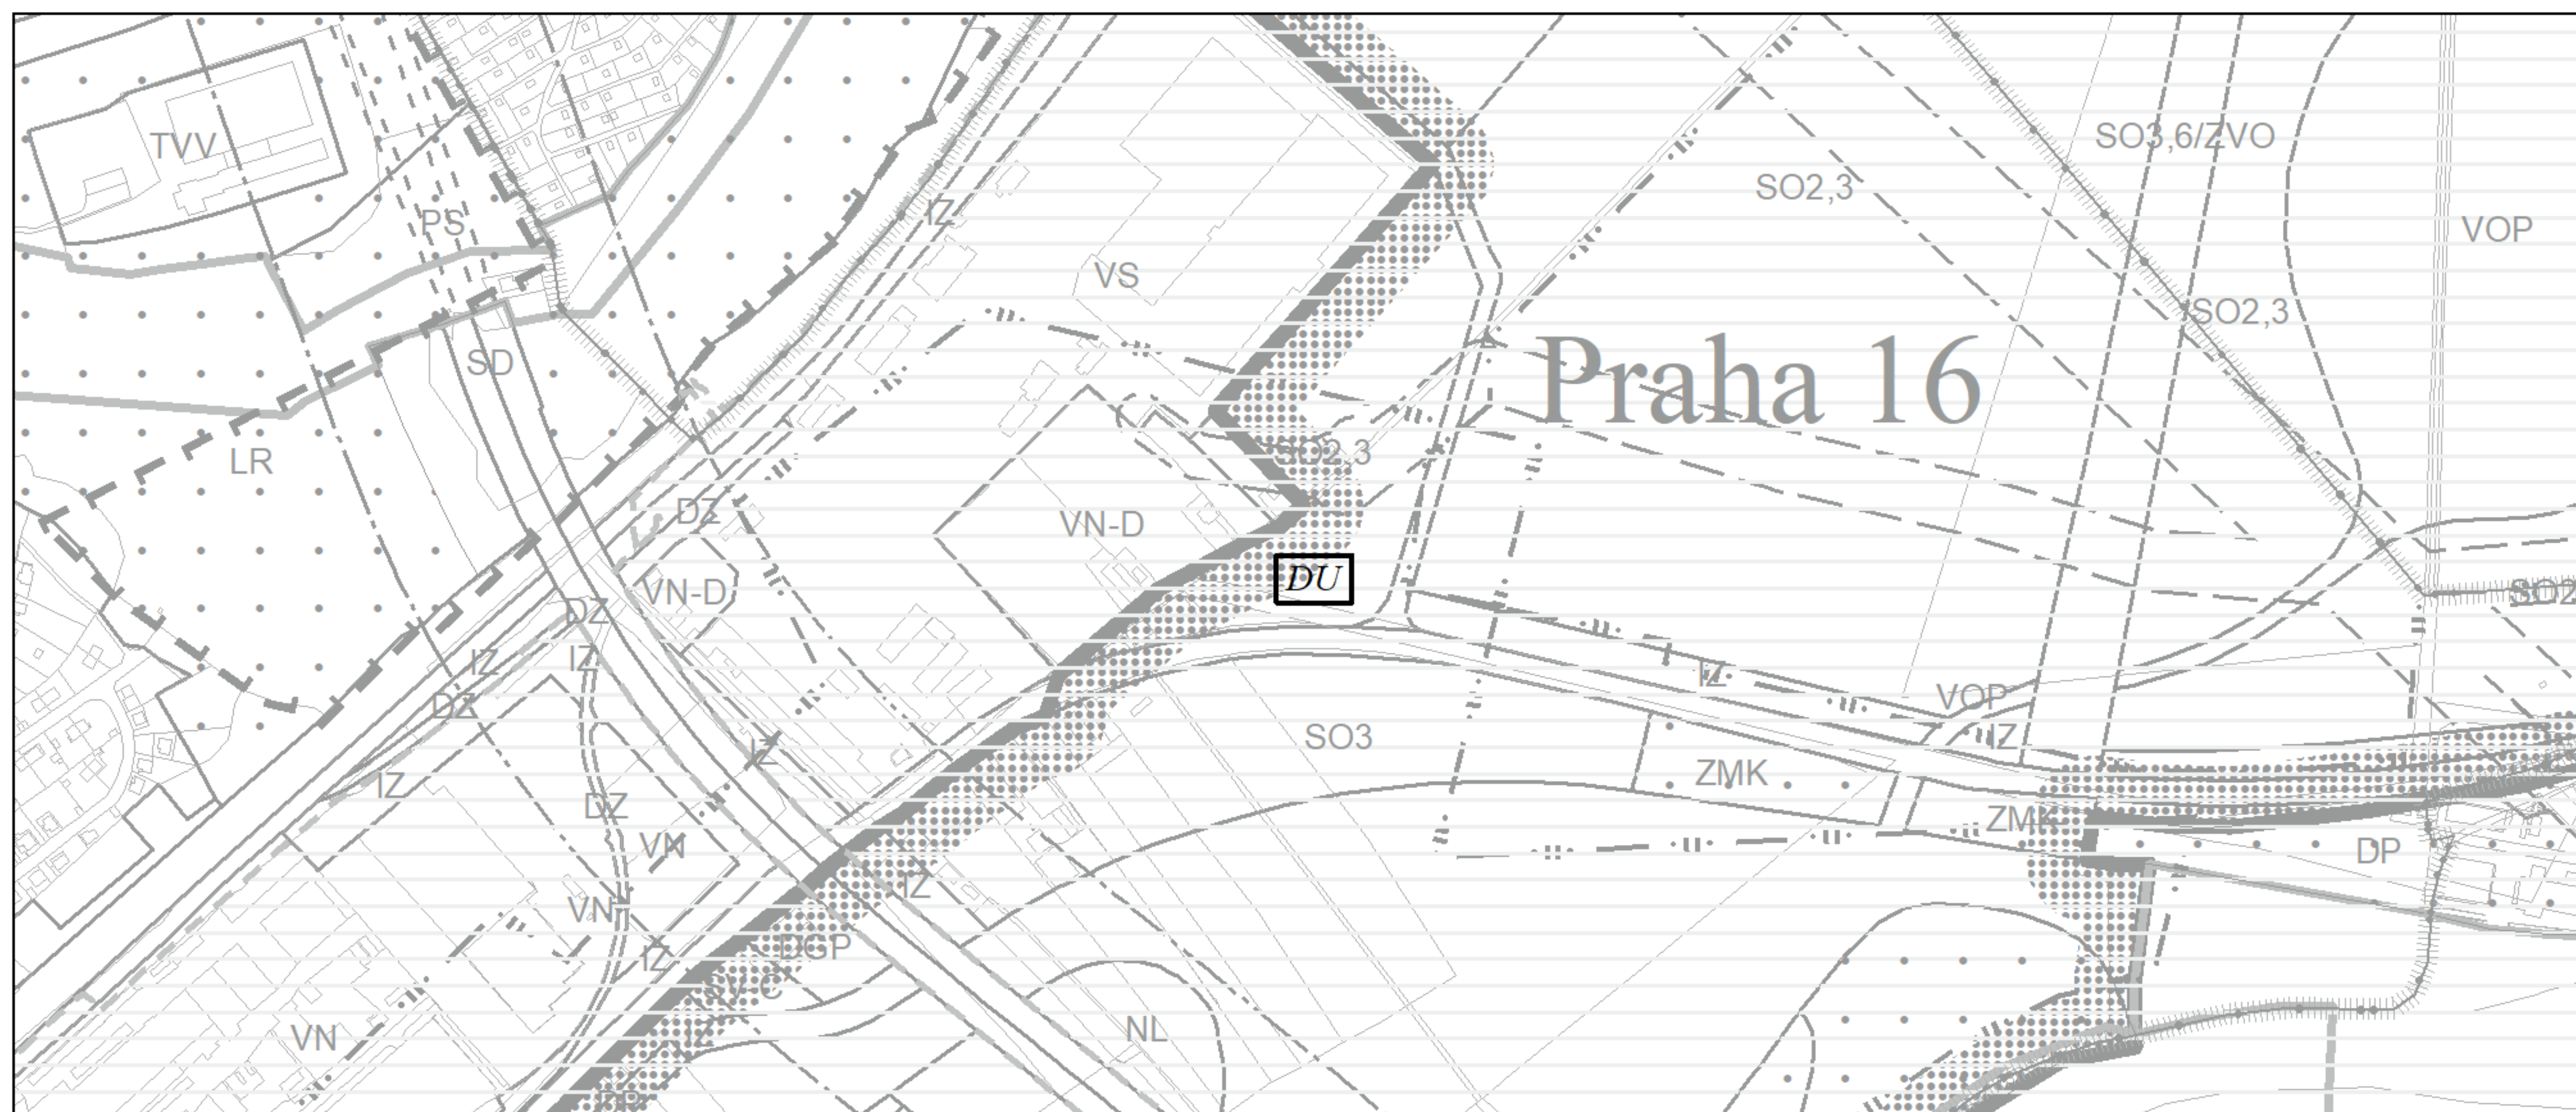 TVV
SO3,6/ZVO
SO2,3
IZ
PS
VOP
VS
SO2,3
SD
Praha 16
SO2,3
LR
DZ
VN-D
DU
VN-D
DZ
IZ
IZ
IZ
DZ
VOP
SO3
IZ
IZ
ZMK
IZ
DZ
ZMK
VN
DP
IZ
VN
DGP
IZ
SV-C
NL
VN
IZ